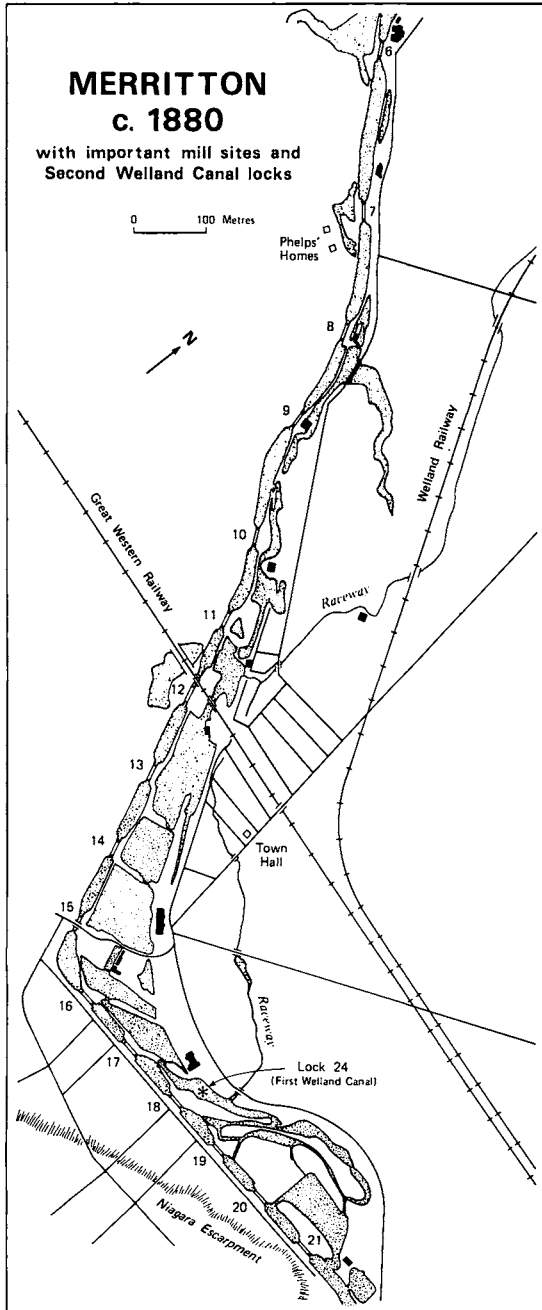 MERRITTON
c. 1880
with important mill sites and
Second Welland Canal locks
0 100 Metres
6
7
Phelps'
Homes
8
N
9
Great Western Railway
Welland Railway
10
Raceway
11
12
13
Town
Hall
14
15
Raceway
16
Lock 24
(First Welland Canal)
17
18
19
20
21
Niagara Escarpment